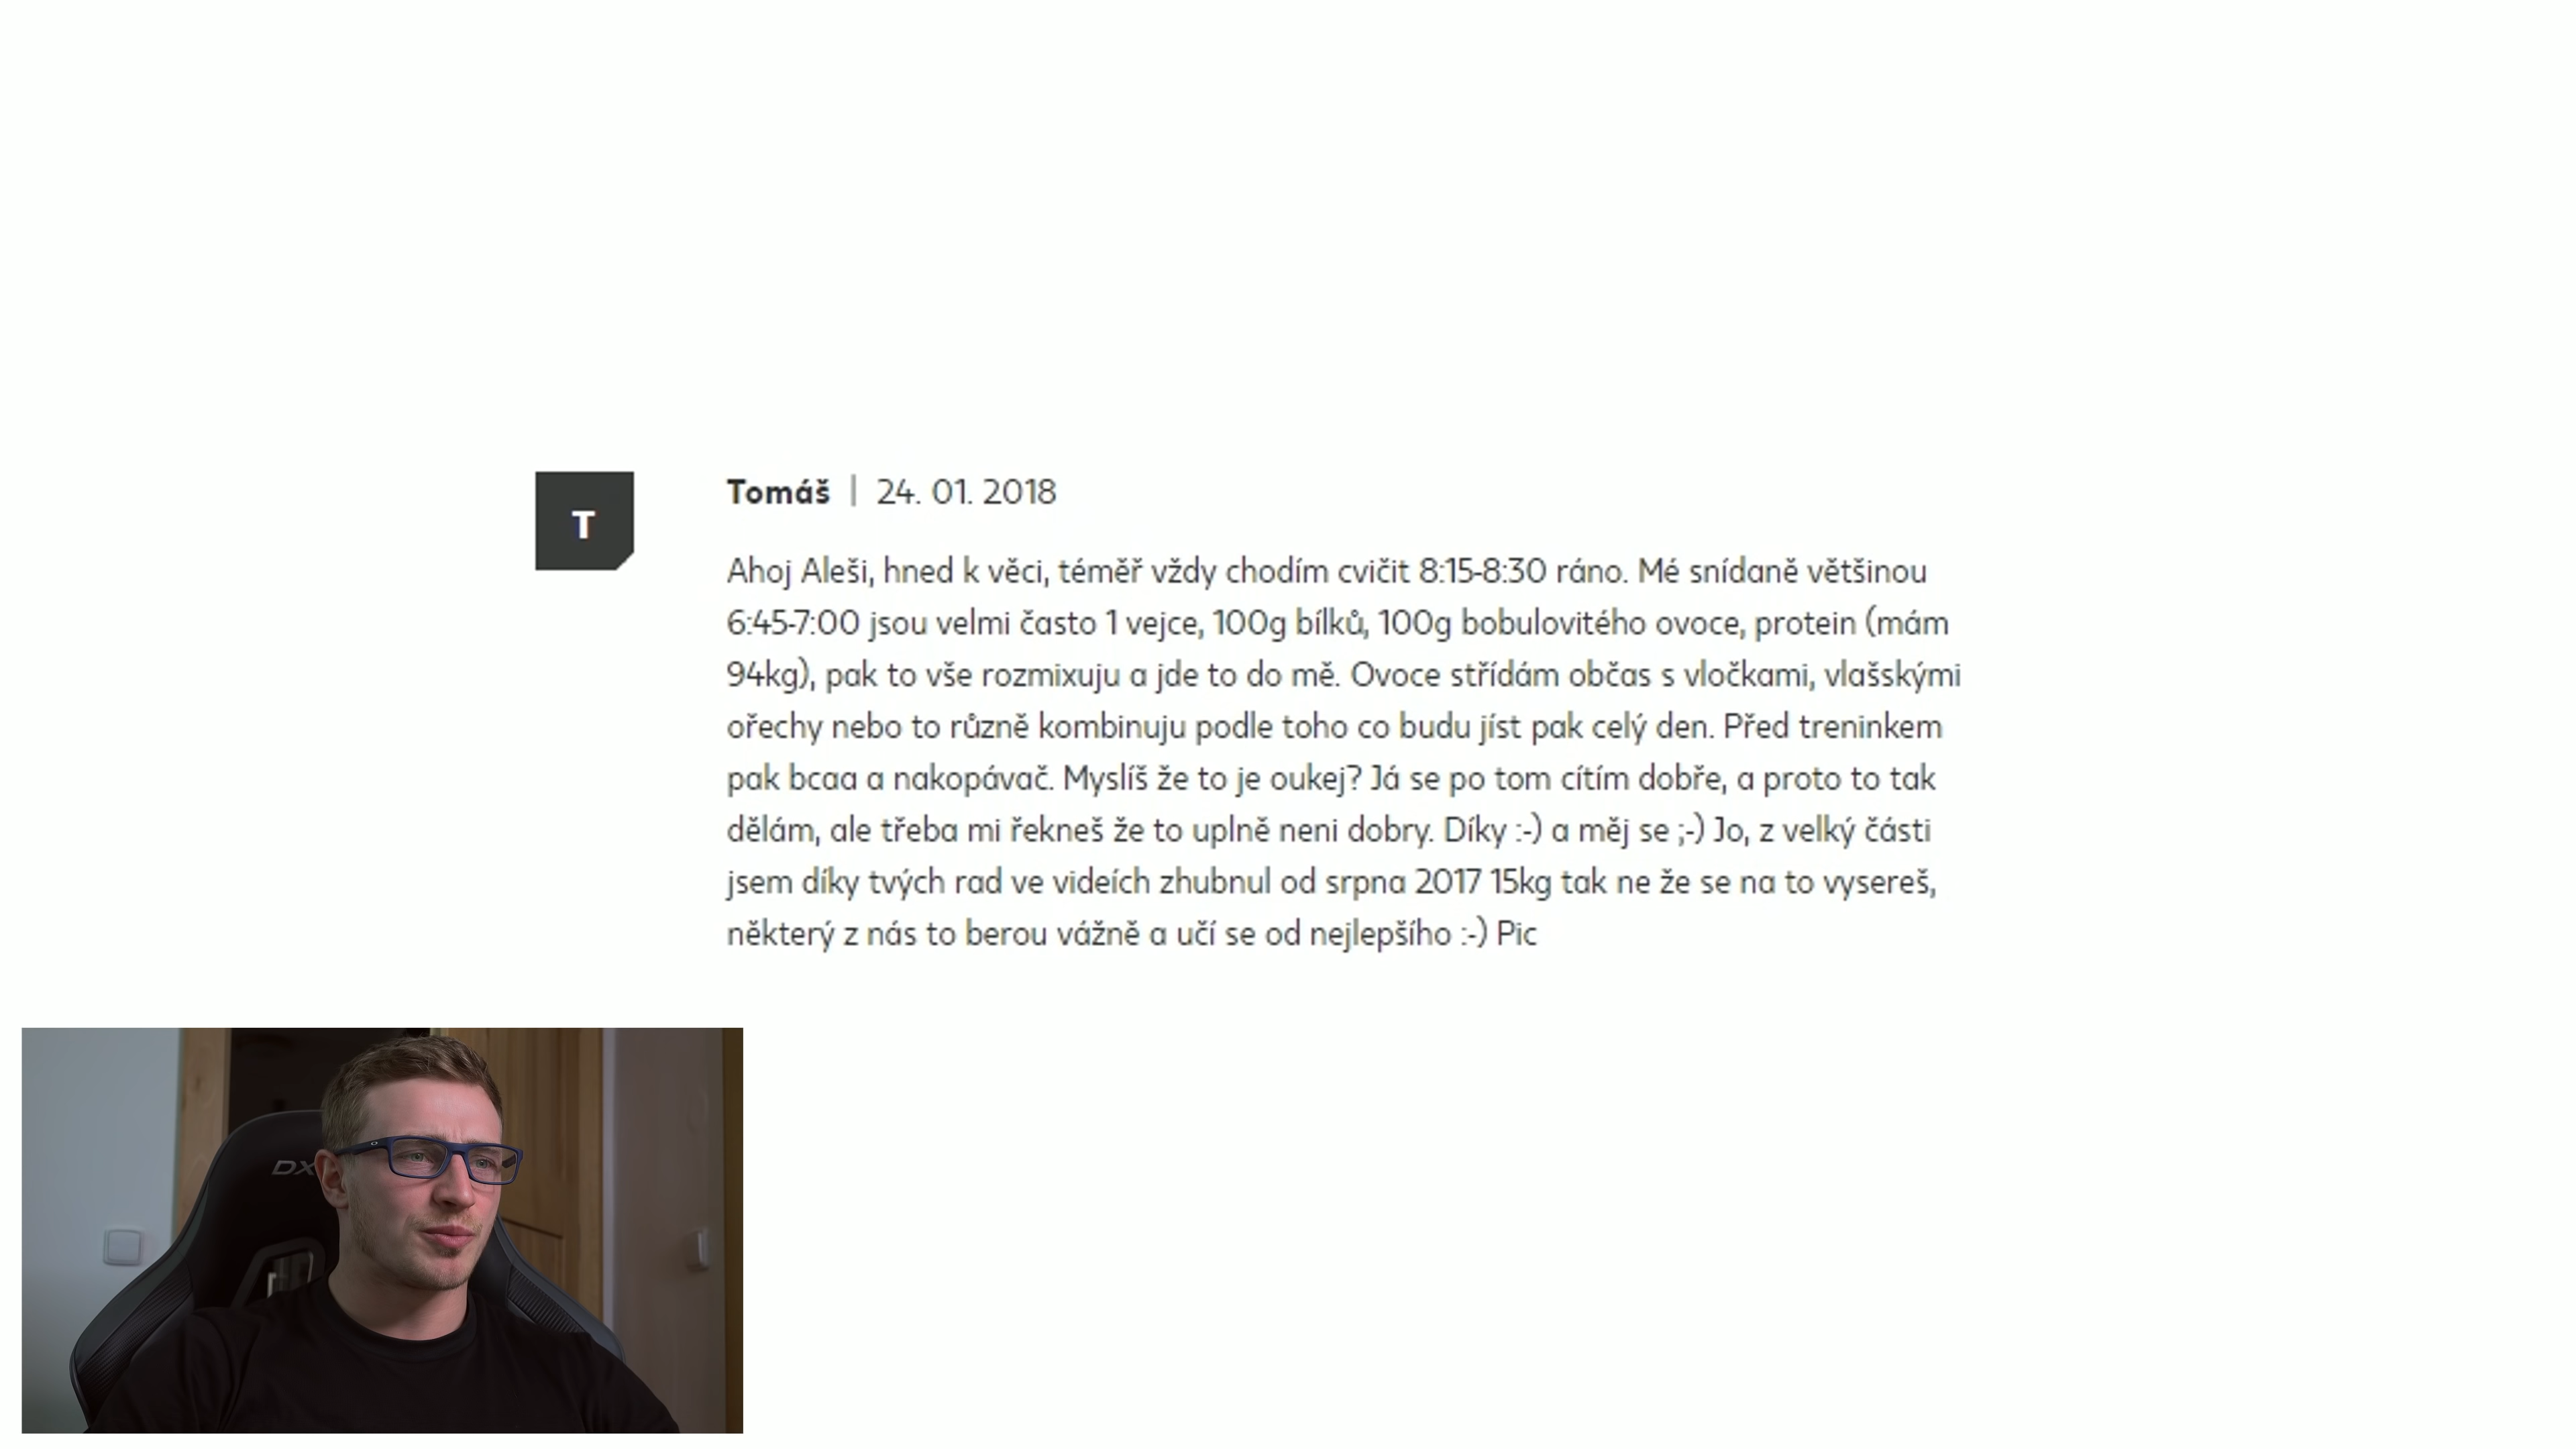 T
Tomáš | 24. 01. 2018
Ahoj Aleši, hned k věci, téměř vždy chodím cvičit 8:15-8:30 ráno. Mé snídaně většinou
6:45-7:00 jsou velmi často 1 vejce, 100g bílků, 100g bobulovitého ovoce, protein (mám
94kg), pak to vše rozmixuju a jde to do mě. Ovoce střídám občas s vločkami, vlašskými
ořechy nebo to různě kombinuju podle toho co budu jíst pak celý den. Před treninkem
pak bcaa a nakopávač. Myslíš že to je oukej? Já se po tom cítím dobře, a proto to tak
dělám, ale třeba mi řekneš že to uplně neni dobry. Díky :-) a měj se ;-) Jo, z velký části
jsem díky tvých rad ve videích zhubnul od srpna 2017 15kg tak ne že se na to vysereš,
některý z nás to berou vážně a učí se od nejlepšího :-) Pic
DX